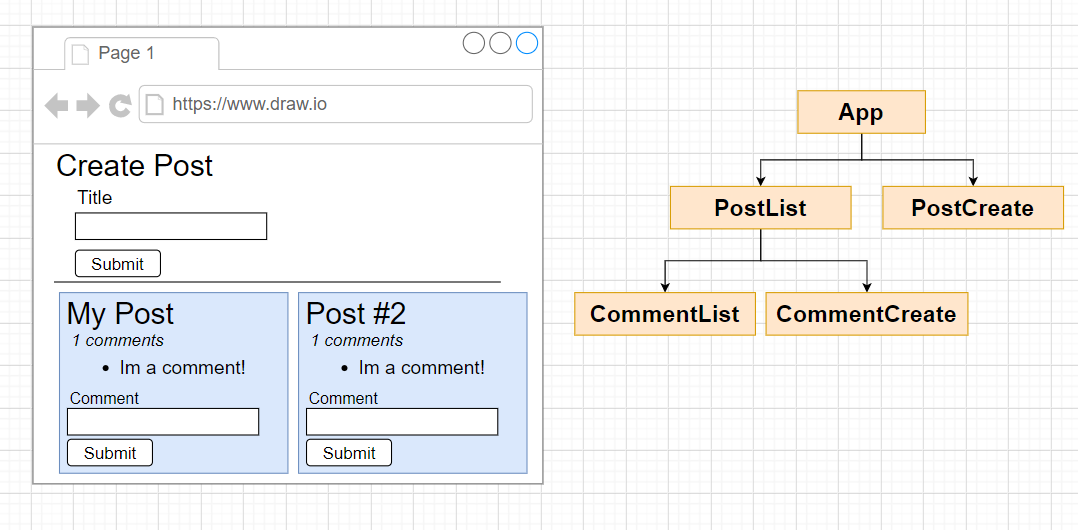 Page 1
https://www.draw.io
Create Post
Title
Submit
My Post
1 comments
• Im a comment!
Comment
Submit
Post #2
1 comments
• Im a comment!
Comment
Submit
App
PostList
PostCreate
CommentList
CommentCreate